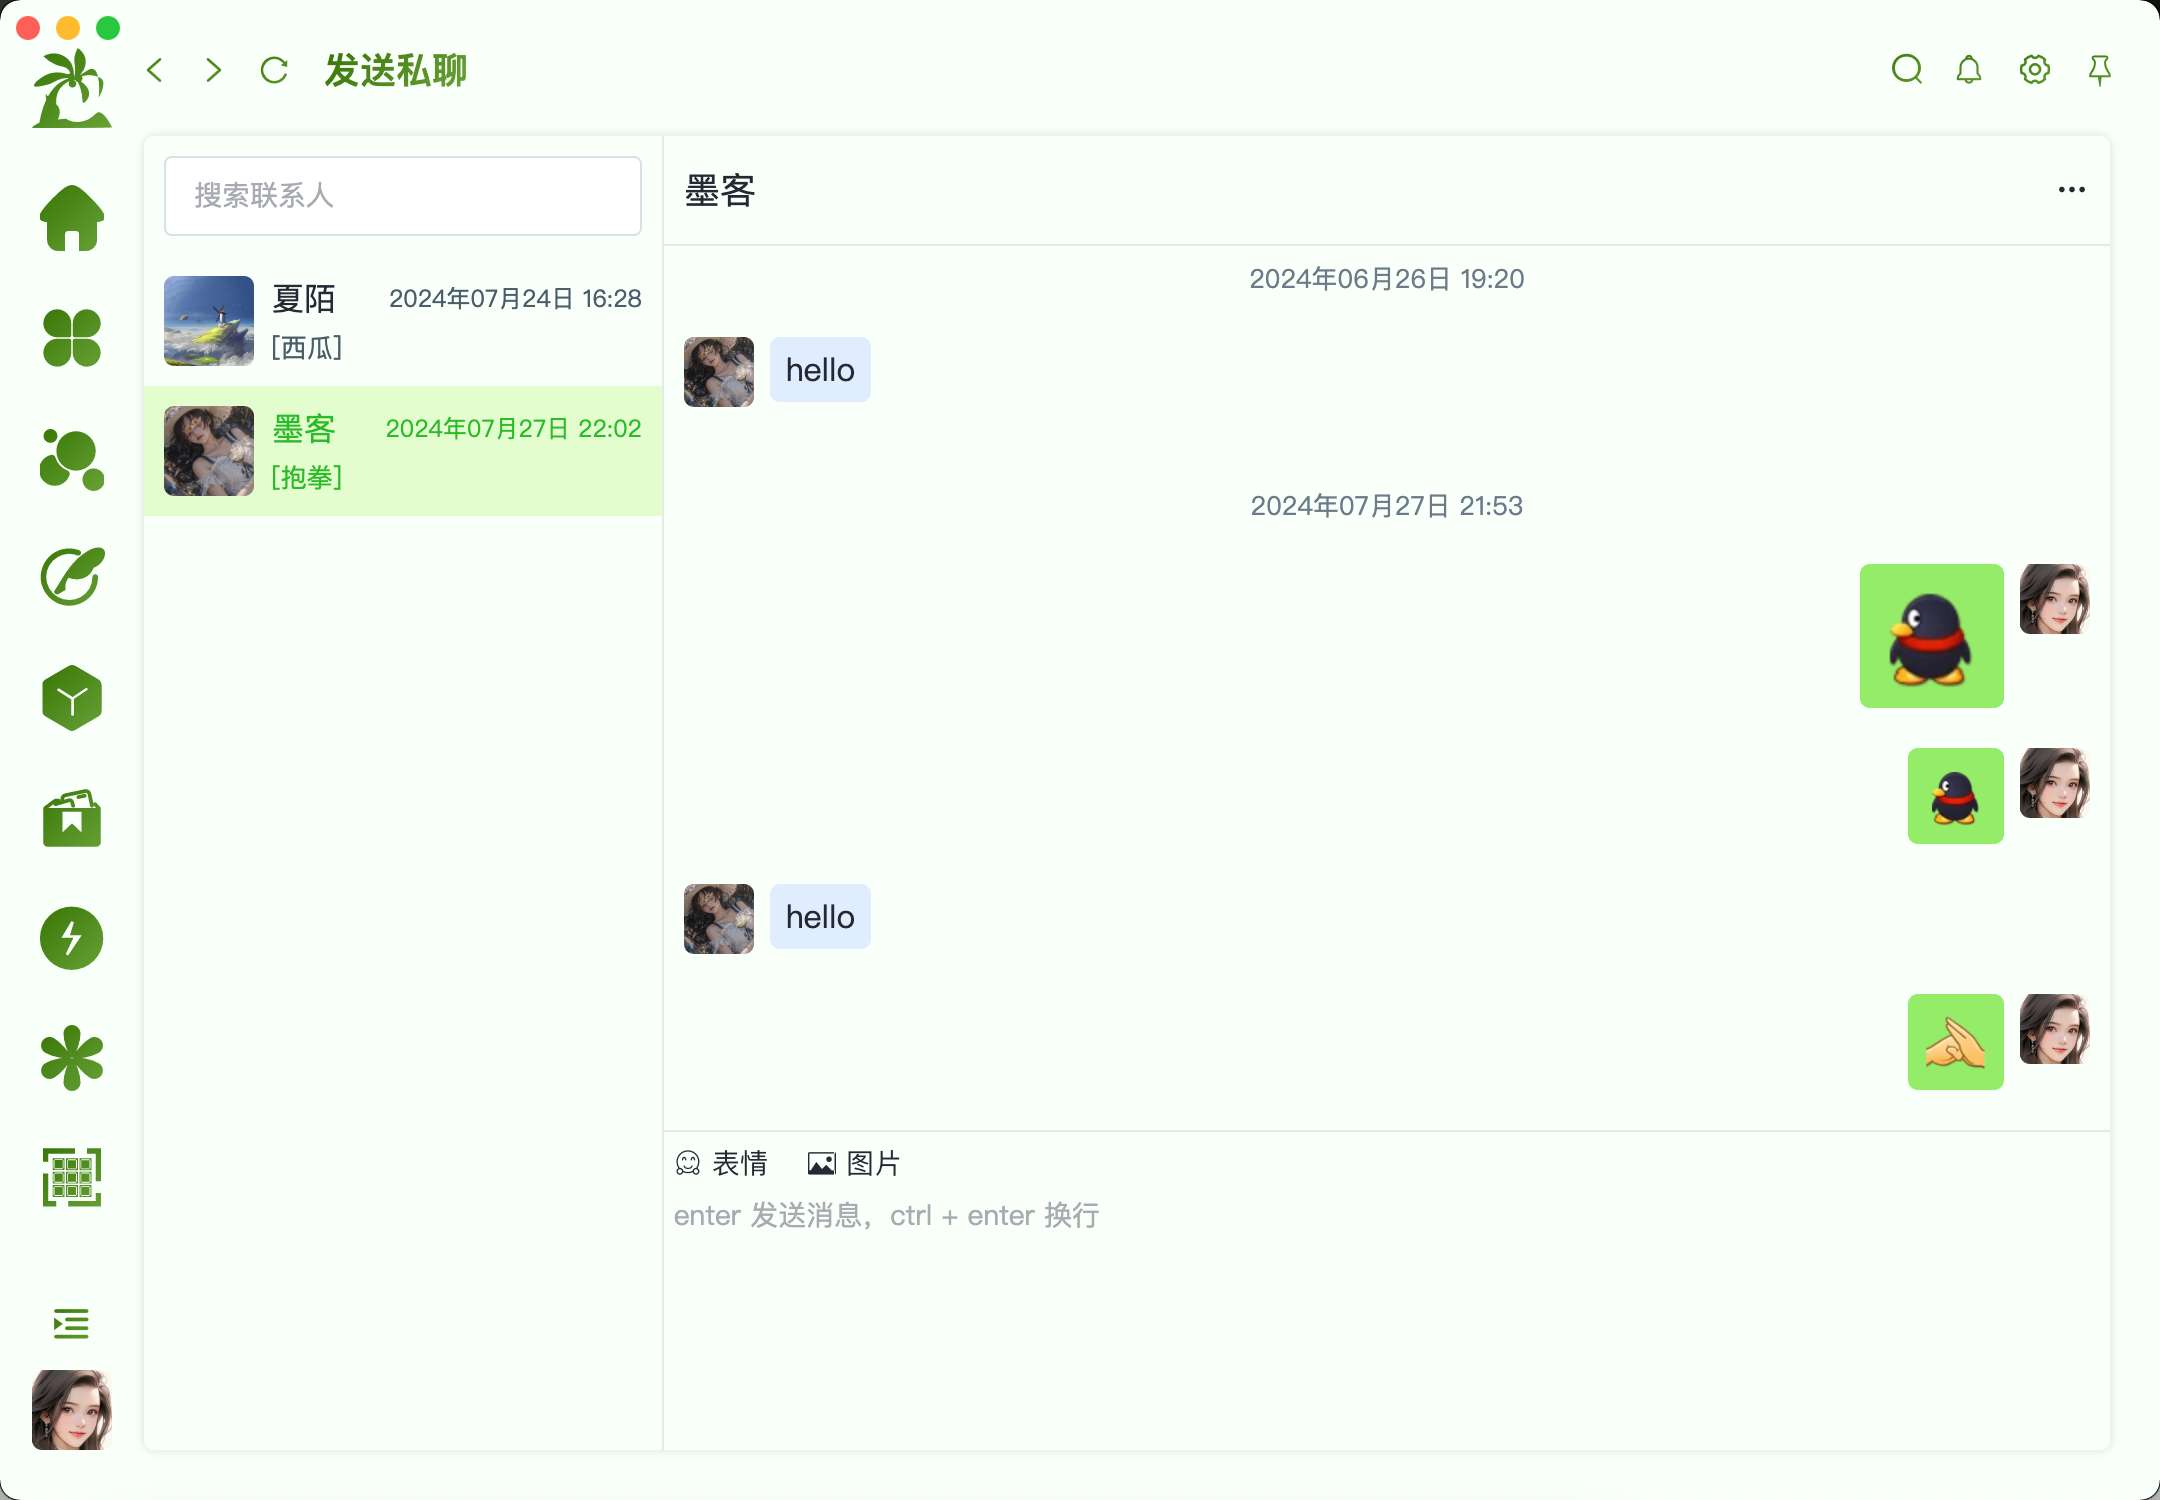 发送私聊
搜索联系人
夏陌 2024年07月24日 16:28
[西瓜]
墨客 2024年07月27日 22:02
[抱拳]
墨客
2024年06月26日 19:20
hello
2024年07月27日 21:53
hello
表情 图片
enter 发送消息，ctrl + enter 换行